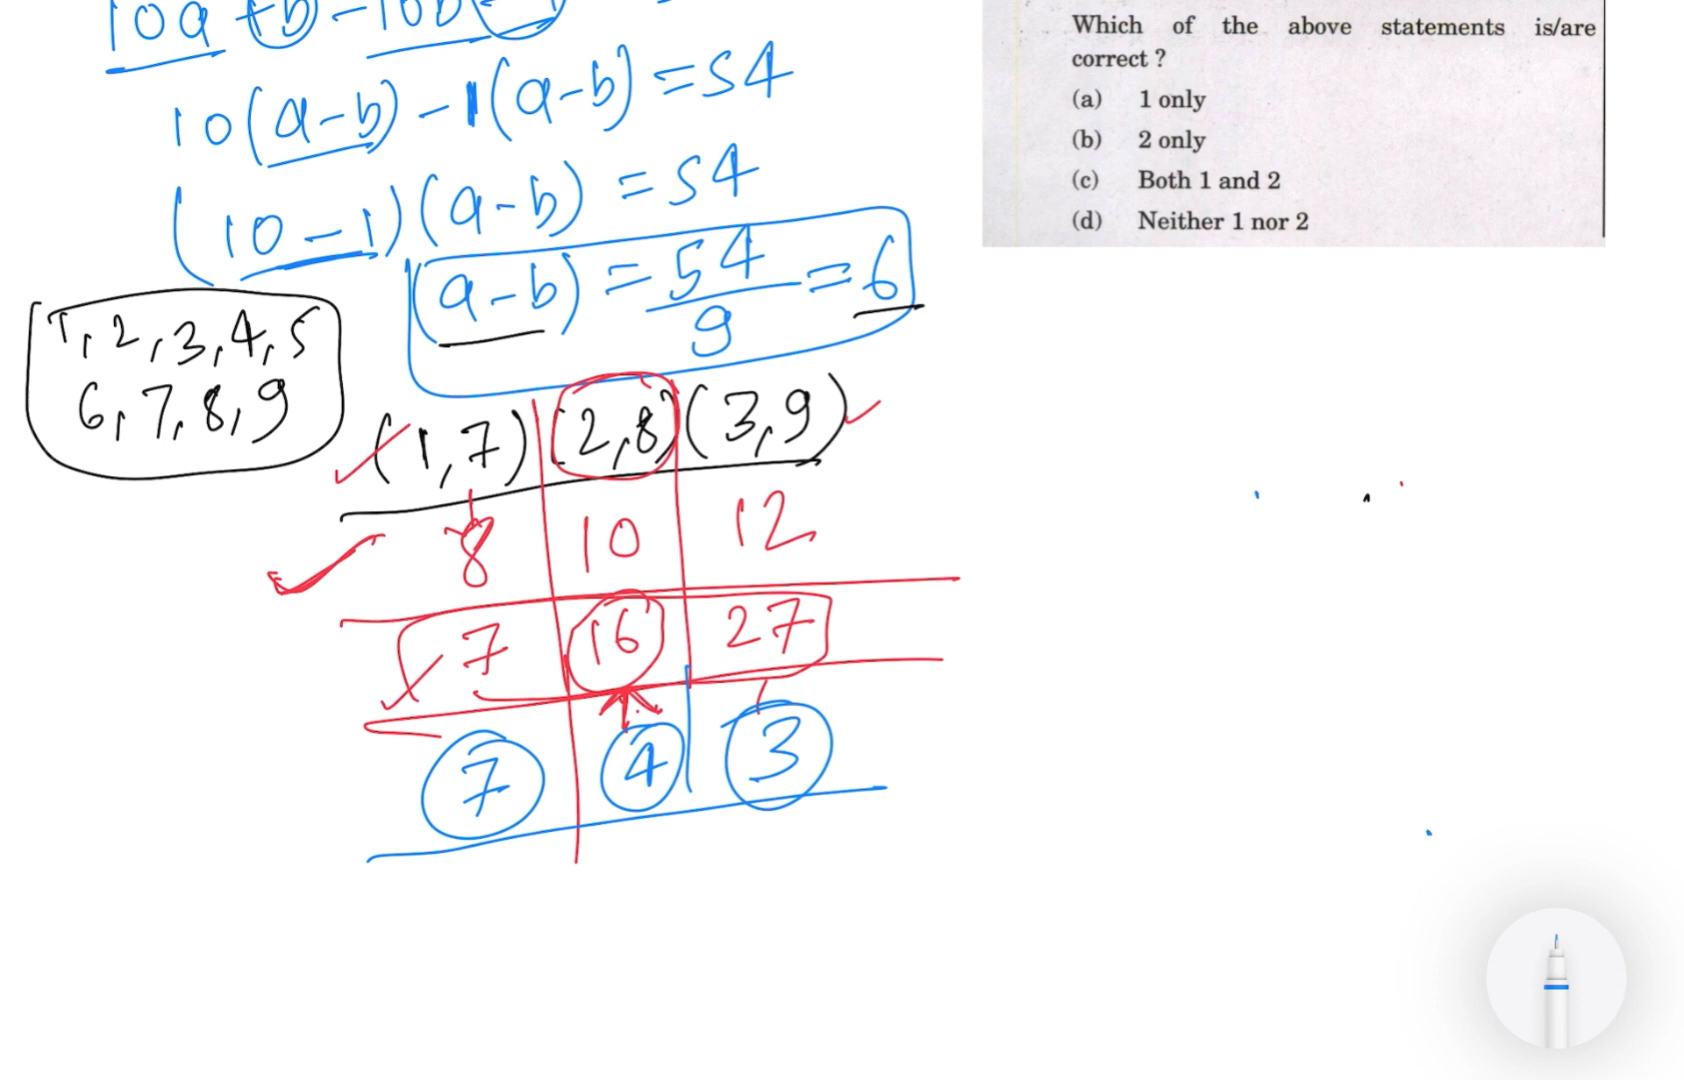 10a + b - 10b
10(a-b) - 1(a-b) = 54
(10-1)(a-b) = 54
(a-b) = 54/9 = 6
1, 2, 3, 4, 5
6, 7, 8, 9
(1,7) (2,8) (3,9)
8 10 12
7 16 27
7 4 3
Which of the above statements is/are
correct ?
(a) 1 only
(b) 2 only
(c) Both 1 and 2
(d) Neither 1 nor 2